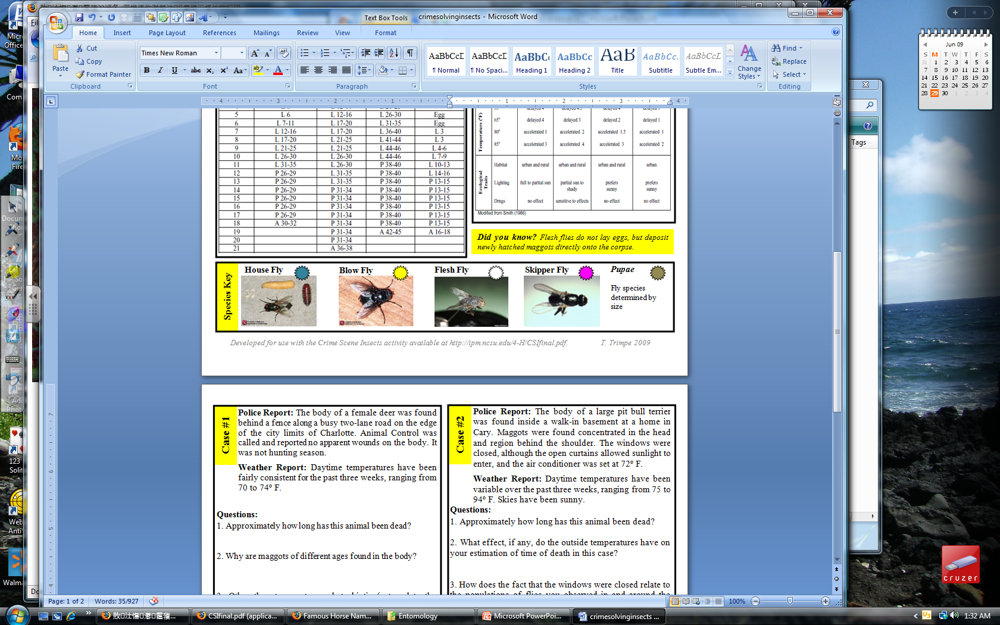 crimesolvinginsects - Microsoft Word
Text Box Tools
Home Insert Page Layout References Mailings Review View Format
Paste
Cut
Copy
Format Painter
Clipboard
Times New Roman
Font
Paragraph
AaBbCcD AaBbCcD AaBbC AaBbCc AaB AaBbCc. AaBbCcD
¶ Normal ¶ No Spaci... Heading 1 Heading 2 Title Subtitle Subtle Em...
Change Styles
Styles
Find
Replace
Select
Editing
Jun 09
S M T W T F S
31 1 2 3 4 5 6
7 8 9 10 11 12 13
14 15 16 17 18 19 20
21 22 23 24 25 26 27
28 29 30 1 2 3 4
Tags
5 L 6 L 12-16 L 26-30 Egg
6 L 7-11 L 17-20 L 31-35 Egg
7 L 12-16 L 17-20 L 36-40 L 3
8 L 17-20 L 21-25 L 41-44 L 3
9 L 21-25 L 21-25 L 44-46 L 4-6
10 L 26-30 L 26-30 L 44-46 L 7-9
11 L 31-35 L 26-30 P 38-40 L 10-13
12 P 26-29 L 31-35 P 38-40 L 14-16
13 P 26-29 L 31-35 P 38-40 P 13-15
14 P 26-29 P 31-34 P 38-40 P 13-15
15 P 26-29 P 31-34 P 38-40 P 13-15
16 P 26-29 P 31-34 P 38-40 P 13-15
17 P 26-29 P 31-34 P 38-40 P 13-15
18 A 30-32 P 31-34 P 38-40 P 13-15
19 P 31-34 A 42-45 A 16-18
20 P 31-34
21 A 36-38
Temperature (°F)
65° delayed 4 delayed 3 delayed 2 delayed 1
80° accelerated 1 accelerated 2 accelerated 1.5 accelerated 1
85° accelerated 3 accelerated 4 accelerated 3 accelerated 2
Ecological Traits
Habitat urban and rural urban and rural urban and rural urban
Lighting full to partial sun partial sun to shady prefers sunny prefers sunny
Drugs no effect sensitive to effects no effect no effect
Modified from Smith (1986)
Did you know? Flesh flies do not lay eggs, but deposit
newly hatched maggots directly onto the corpse.
Species Key
House Fly Blow Fly Flesh Fly Skipper Fly Pupae
Fly species
determined by
size
Developed for use with the Crime Scene Insects activity available at http://ipm.ncsu.edu/4-H/CSIfinal.pdf. T. Trimpe 2009
Case #1
Police Report: The body of a female deer was found
behind a fence along a busy two-lane road on the edge
of the city limits of Charlotte. Animal Control was
called and reported no apparent wounds on the body. It
was not hunting season.
Weather Report: Daytime temperatures have been
fairly consistent for the past three weeks, ranging from
70 to 74° F.
Questions:
1. Approximately how long has this animal been dead?
2. Why are maggots of different ages found in the body?
Case #2
Police Report: The body of a large pit bull terrier
was found inside a walk-in basement at a home in
Cary. Maggots were found concentrated in the head
and region behind the shoulder. The windows were
closed, although the open curtains allowed sunlight to
enter, and the air conditioner was set at 72° F.
Weather Report: Daytime temperatures have been
variable over the past three weeks, ranging from 75 to
94° F. Skies have been sunny.
Questions:
1. Approximately how long has this animal been dead?
2. What effect, if any, do the outside temperatures have on
your estimation of time of death in this case?
3. How does the fact that the windows were closed relate to
the populations of flies you observed in and around the
cruzer
Page: 1 of 2 Words: 35/927
100%
CSIfinal.pdf (applica...
Famous Horse Nam...
Entomology
Microsoft PowerPoi...
crimesolvinginsects ...
1:32 AM